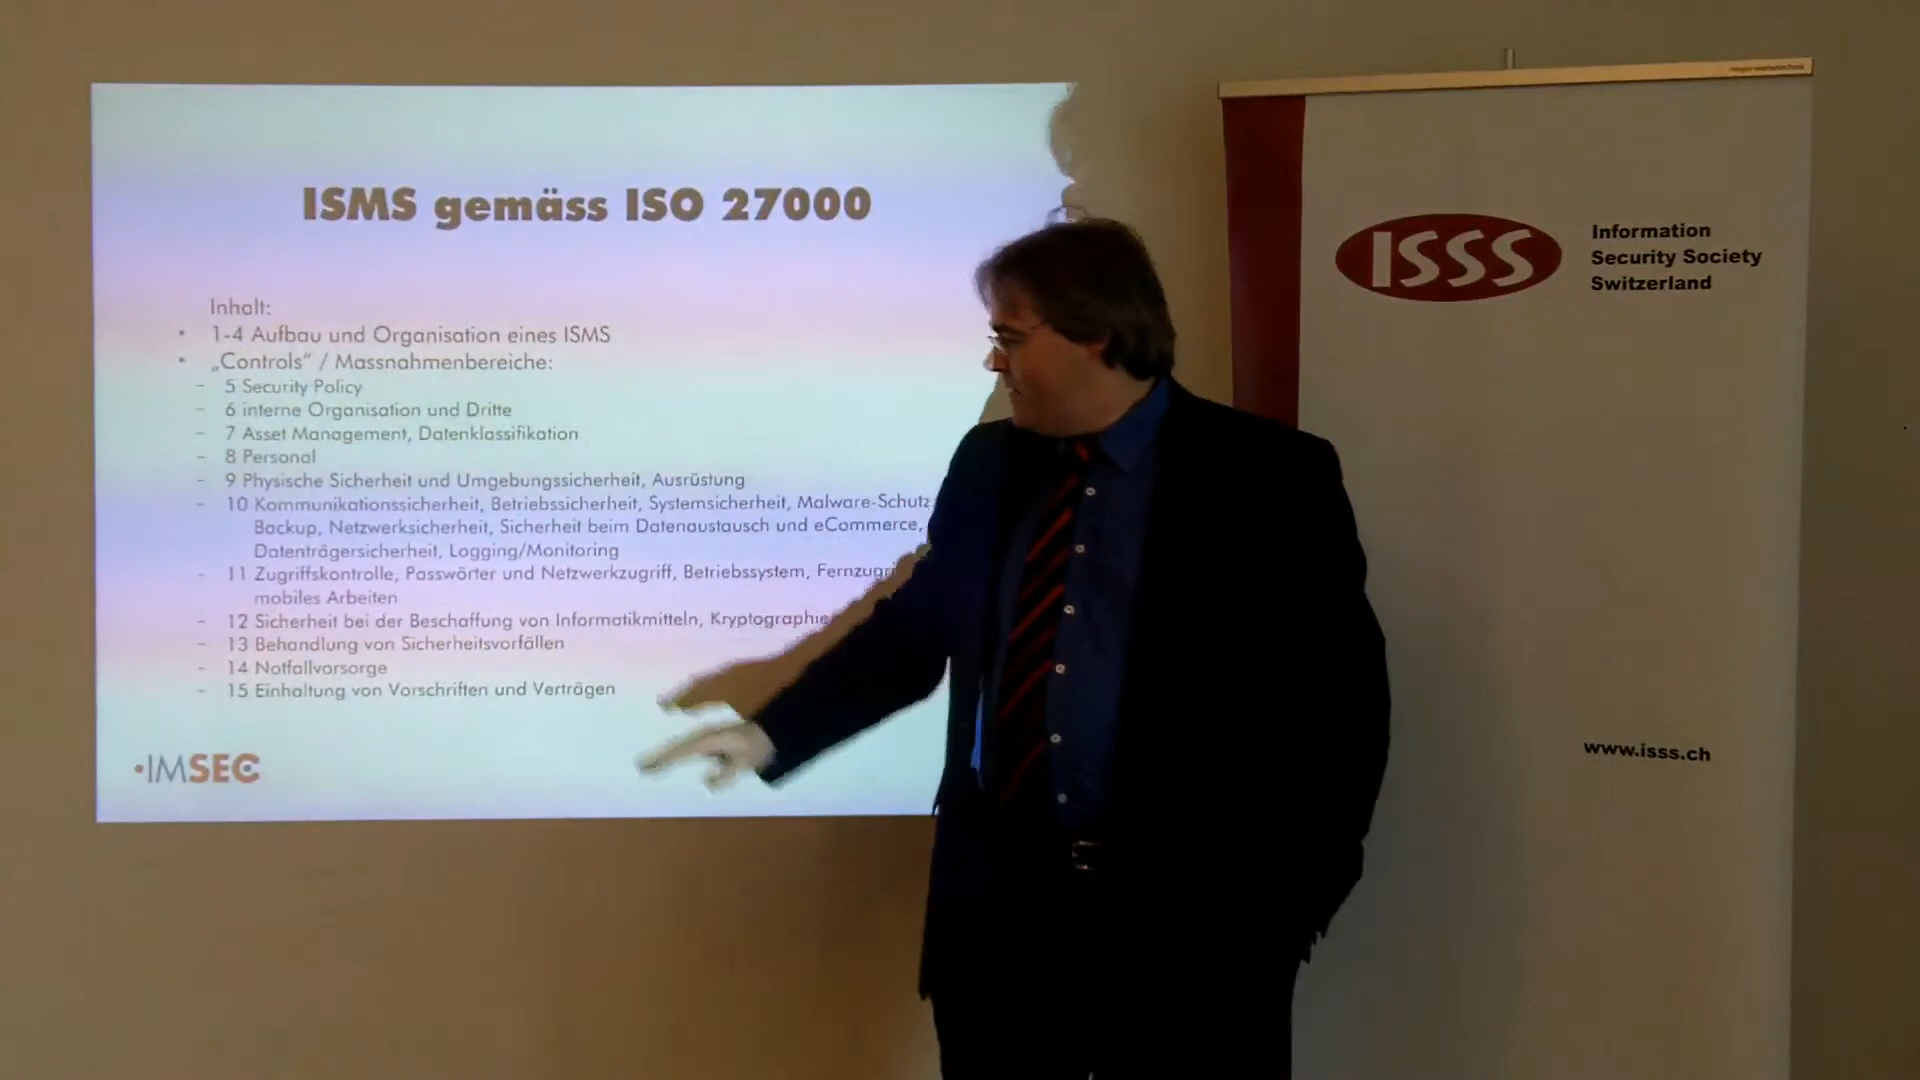 ISMS gemäss ISO 27000
Inhalt:
• 1-4 Aufbau und Organisation eines ISMS
• „Controls” / Massnahmenbereiche:
- 5 Security Policy
- 6 interne Organisation und Dritte
- 7 Asset Management, Datenklassifikation
- 8 Personal
- 9 Physische Sicherheit und Umgebungssicherheit, Ausrüstung
- 10 Kommunikationssicherheit, Betriebssicherheit, Systemsicherheit, Malware-Schutz
Backup, Netzwerksicherheit, Sicherheit beim Datenaustausch und eCommerce,
Datenträgersicherheit, Logging/Monitoring
- 11 Zugriffskontrolle, Passwörter und Netzwerkzugriff, Betriebssystem,
mobiles Arbeiten
- 12 Sicherheit bei der Beschaffung von Informatikmitteln, Kryptographie
- 13 Behandlung von Sicherheitsvorfällen
- 14 Notfallvorsorge
- 15 Einhaltung von Vorschriften und Verträgen
•IMSEC
ISSS
Information
Security Society
Switzerland
www.isss.ch